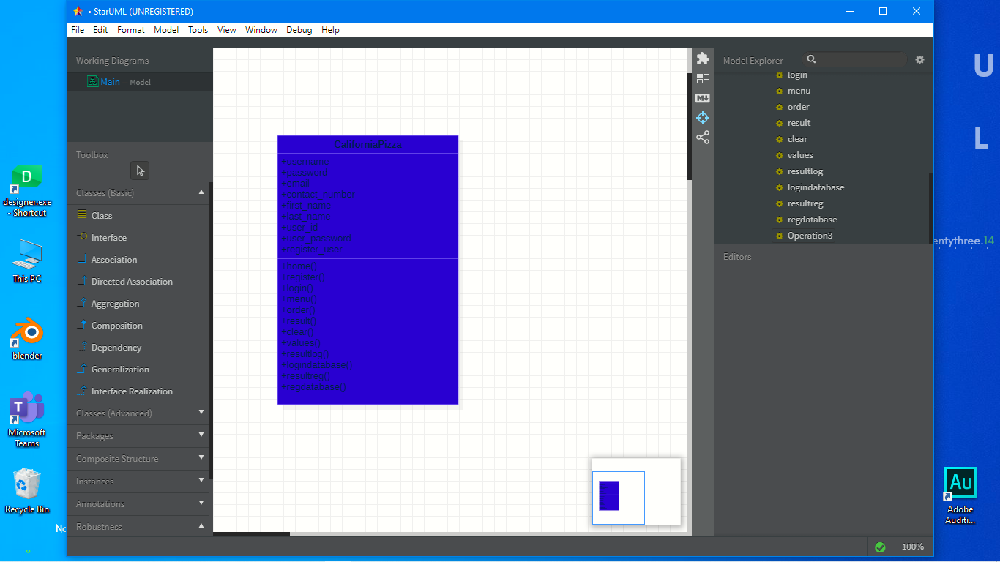 • StarUML (UNREGISTERED)
File Edit Format Model Tools View Window Debug Help
Working Diagrams
Main — Model
Toolbox
Classes (Basic)
Class
Interface
Association
Directed Association
Aggregation
Composition
Dependency
Generalization
Interface Realization
Classes (Advanced)
Packages
Composite Structure
Instances
Annotations
Robustness
CaliforniaPizza
+username
+password
+email
+contact_number
+first_name
+last_name
+user_id
+user_password
+register_user
+home()
+register()
+login()
+menu()
+order()
+result()
+clear()
+values()
+resultlog()
+logindatabase()
+resultreg()
+regdatabase()
M
Model Explorer
login
menu
order
result
clear
values
resultlog
logindatabase
resultreg
regdatabase
Operation3
Editors
100%
D
designer.exe
- Shortcut
This PC
blender
T
Microsoft
Teams
Recycle Bin
No
U
L
entythree.14
Au
Adobe
Auditi...